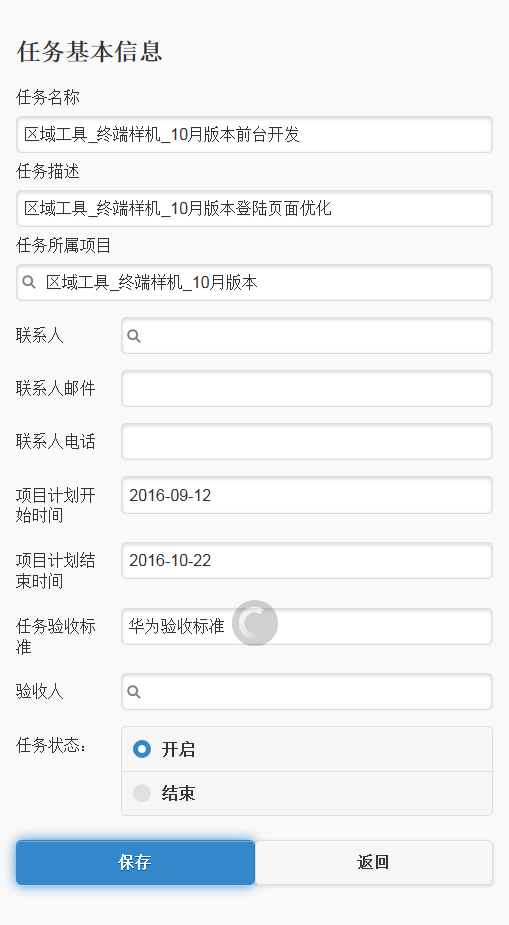 任务基本信息
任务名称
区域工具_终端样机_10月版本前台开发
任务描述
区域工具_终端样机_10月版本登陆页面优化
任务所属项目
区域工具_终端样机_10月版本
联系人
联系人邮件
联系人电话
项目计划开
始时间
2016-09-12
项目计划结
束时间
2016-10-22
任务验收标
准
华为验收标准
验收人
任务状态：
开启
结束
保存
返回